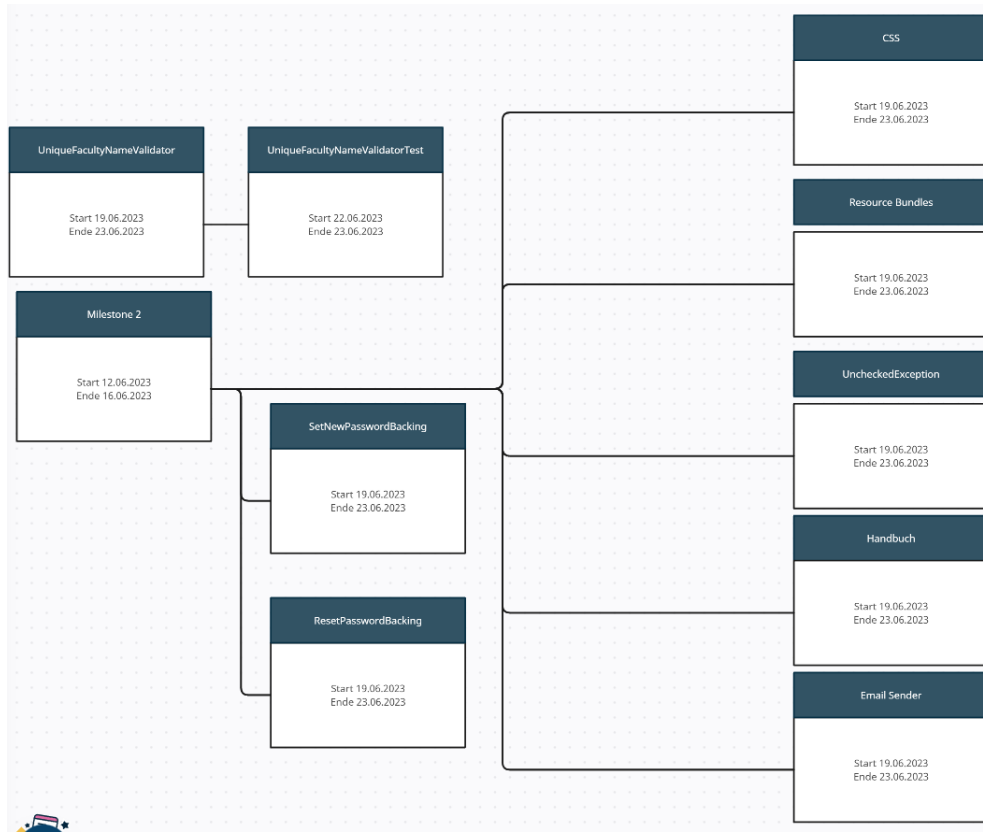 CSS
Start 19.06.2023
Ende 23.06.2023
UniqueFacultyNameValidator
Start 19.06.2023
Ende 23.06.2023
UniqueFacultyNameValidatorTest
Start 22.06.2023
Ende 23.06.2023
Resource Bundles
Start 19.06.2023
Ende 23.06.2023
Milestone 2
Start 12.06.2023
Ende 16.06.2023
UncheckedException
Start 19.06.2023
Ende 23.06.2023
SetNewPasswordBacking
Start 19.06.2023
Ende 23.06.2023
Handbuch
Start 19.06.2023
Ende 23.06.2023
ResetPasswordBacking
Start 19.06.2023
Ende 23.06.2023
Email Sender
Start 19.06.2023
Ende 23.06.2023